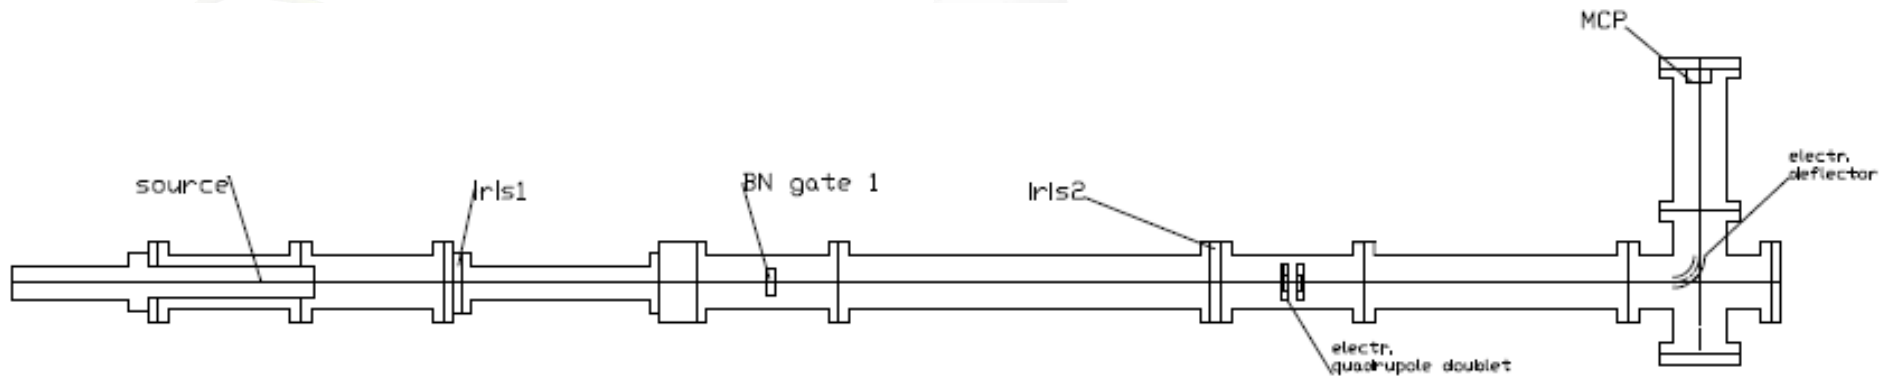 MCP
electr.
deflector
source
Iris1
BN gate 1
Iris2
electr.
quadrupole doublet